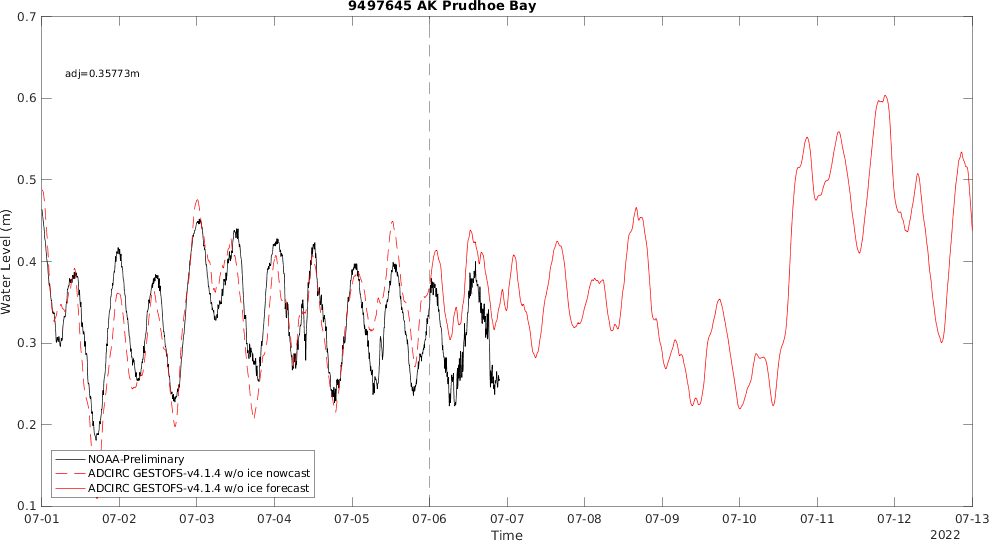 9497645 AK Prudhoe Bay
0.7
adj=0.35773m
0.6
0.5
0.4
Water Level (m)
0.3
0.2
NOAA-Preliminary
ADCIRC GESTOFS-v4.1.4 w/o ice nowcast
ADCIRC GESTOFS-v4.1.4 w/o ice forecast
0.1
07-01 07-02 07-03 07-04 07-05 07-06 07-07 07-08 07-09 07-10 07-11 07-12 07-13
Time
2022